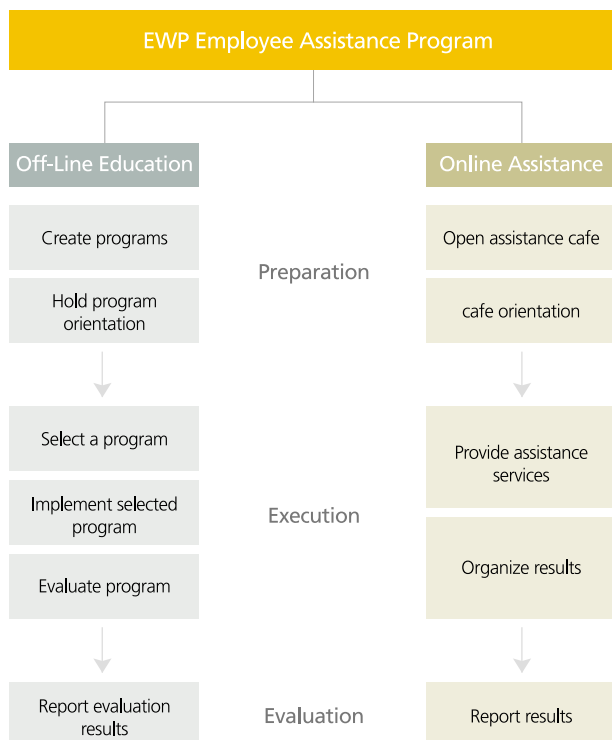 EWP Employee Assistance Program
Off-Line Education
Online Assistance
Create programs
Open assistance cafe
Preparation
Hold program
orientation
cafe orientation
Select a program
Provide assistance
services
Implement selected
program
Execution
Organize results
Evaluate program
Report evaluation
results
Evaluation
Report results